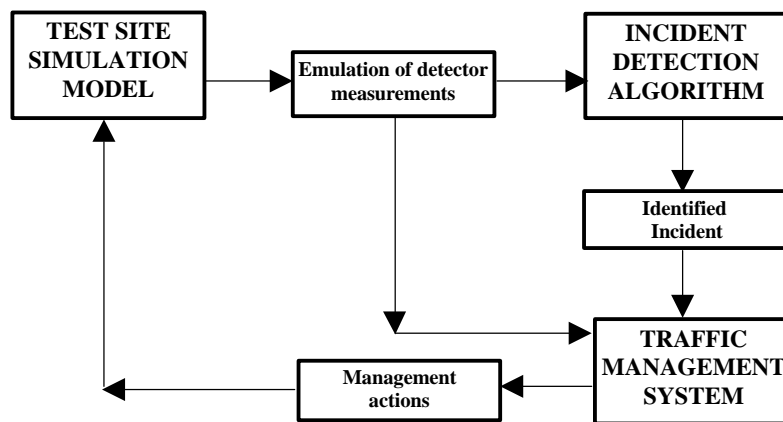 TEST SITE
SIMULATION
MODEL
Emulation of detector
measurements
INCIDENT
DETECTION
ALGORITHM
Identified
Incident
TRAFFIC
MANAGEMENT
SYSTEM
Management
actions